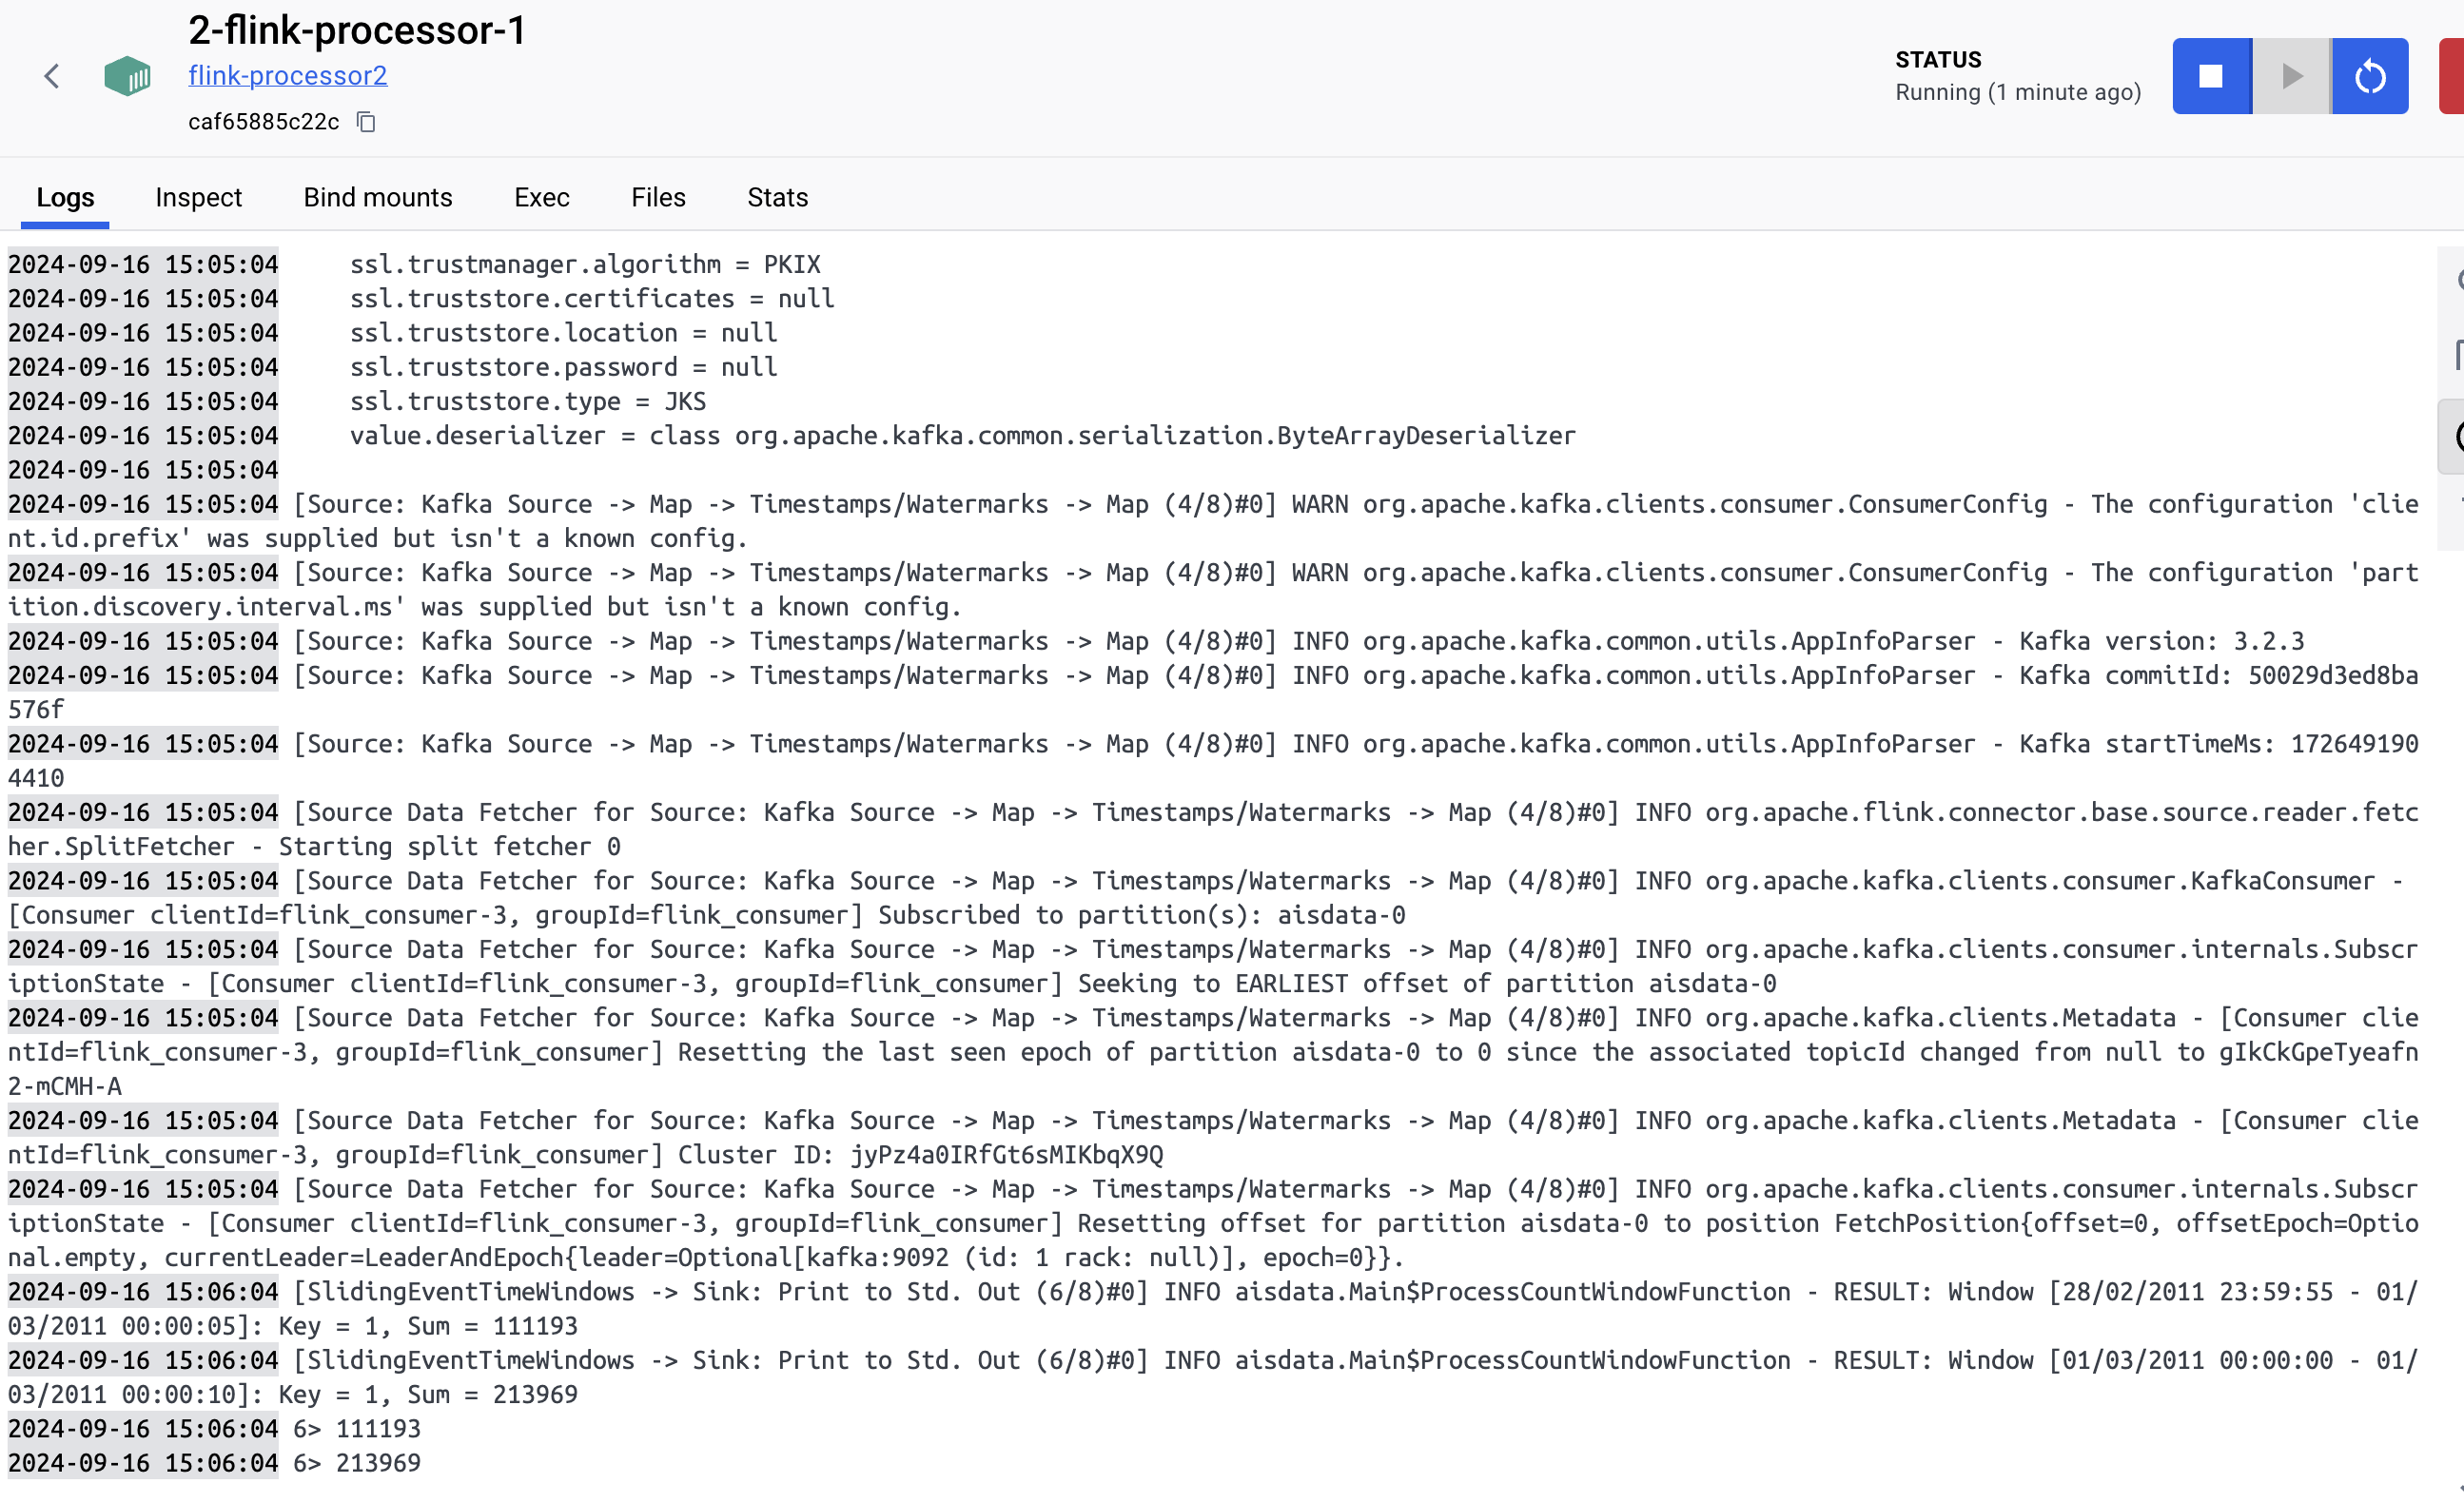 2-flink-processor-1
flink-processor2
caf65885c22c
STATUS
Running (1 minute ago)
Logs Inspect Bind mounts Exec Files Stats
2024-09-16 15:05:04     ssl.trustmanager.algorithm = PKIX
2024-09-16 15:05:04     ssl.truststore.certificates = null
2024-09-16 15:05:04     ssl.truststore.location = null
2024-09-16 15:05:04     ssl.truststore.password = null
2024-09-16 15:05:04     ssl.truststore.type = JKS
2024-09-16 15:05:04     value.deserializer = class org.apache.kafka.common.serialization.ByteArrayDeserializer
2024-09-16 15:05:04
2024-09-16 15:05:04 [Source: Kafka Source -> Map -> Timestamps/Watermarks -> Map (4/8)#0] WARN org.apache.kafka.clients.consumer.ConsumerConfig - The configuration 'clie
nt.id.prefix' was supplied but isn't a known config.
2024-09-16 15:05:04 [Source: Kafka Source -> Map -> Timestamps/Watermarks -> Map (4/8)#0] WARN org.apache.kafka.clients.consumer.ConsumerConfig - The configuration 'part
ition.discovery.interval.ms' was supplied but isn't a known config.
2024-09-16 15:05:04 [Source: Kafka Source -> Map -> Timestamps/Watermarks -> Map (4/8)#0] INFO org.apache.kafka.common.utils.AppInfoParser - Kafka version: 3.2.3
2024-09-16 15:05:04 [Source: Kafka Source -> Map -> Timestamps/Watermarks -> Map (4/8)#0] INFO org.apache.kafka.common.utils.AppInfoParser - Kafka commitId: 50029d3ed8ba
576f
2024-09-16 15:05:04 [Source: Kafka Source -> Map -> Timestamps/Watermarks -> Map (4/8)#0] INFO org.apache.kafka.common.utils.AppInfoParser - Kafka startTimeMs: 172649190
4410
2024-09-16 15:05:04 [Source Data Fetcher for Source: Kafka Source -> Map -> Timestamps/Watermarks -> Map (4/8)#0] INFO org.apache.flink.connector.base.source.reader.fetc
her.SplitFetcher - Starting split fetcher 0
2024-09-16 15:05:04 [Source Data Fetcher for Source: Kafka Source -> Map -> Timestamps/Watermarks -> Map (4/8)#0] INFO org.apache.kafka.clients.consumer.KafkaConsumer -
[Consumer clientId=flink_consumer-3, groupId=flink_consumer] Subscribed to partition(s): aisdata-0
2024-09-16 15:05:04 [Source Data Fetcher for Source: Kafka Source -> Map -> Timestamps/Watermarks -> Map (4/8)#0] INFO org.apache.kafka.clients.consumer.internals.Subscr
iptionState - [Consumer clientId=flink_consumer-3, groupId=flink_consumer] Seeking to EARLIEST offset of partition aisdata-0
2024-09-16 15:05:04 [Source Data Fetcher for Source: Kafka Source -> Map -> Timestamps/Watermarks -> Map (4/8)#0] INFO org.apache.kafka.clients.Metadata - [Consumer clie
ntId=flink_consumer-3, groupId=flink_consumer] Resetting the last seen epoch of partition aisdata-0 to 0 since the associated topicId changed from null to gIkCkGpeTyeafn
2-mCMH-A
2024-09-16 15:05:04 [Source Data Fetcher for Source: Kafka Source -> Map -> Timestamps/Watermarks -> Map (4/8)#0] INFO org.apache.kafka.clients.Metadata - [Consumer clie
ntId=flink_consumer-3, groupId=flink_consumer] Cluster ID: jyPz4a0IRfGt6sMIKbqX9Q
2024-09-16 15:05:04 [Source Data Fetcher for Source: Kafka Source -> Map -> Timestamps/Watermarks -> Map (4/8)#0] INFO org.apache.kafka.clients.consumer.internals.Subscr
iptionState - [Consumer clientId=flink_consumer-3, groupId=flink_consumer] Resetting offset for partition aisdata-0 to position FetchPosition{offset=0, offsetEpoch=Optio
nal.empty, currentLeader=LeaderAndEpoch{leader=Optional[kafka:9092 (id: 1 rack: null)], epoch=0}}.
2024-09-16 15:06:04 [SlidingEventTimeWindows -> Sink: Print to Std. Out (6/8)#0] INFO aisdata.Main$ProcessCountWindowFunction - RESULT: Window [28/02/2011 23:59:55 - 01/
03/2011 00:00:05]: Key = 1, Sum = 111193
2024-09-16 15:06:04 [SlidingEventTimeWindows -> Sink: Print to Std. Out (6/8)#0] INFO aisdata.Main$ProcessCountWindowFunction - RESULT: Window [01/03/2011 00:00:00 - 01/
03/2011 00:00:10]: Key = 1, Sum = 213969
2024-09-16 15:06:04 6> 111193
2024-09-16 15:06:04 6> 213969